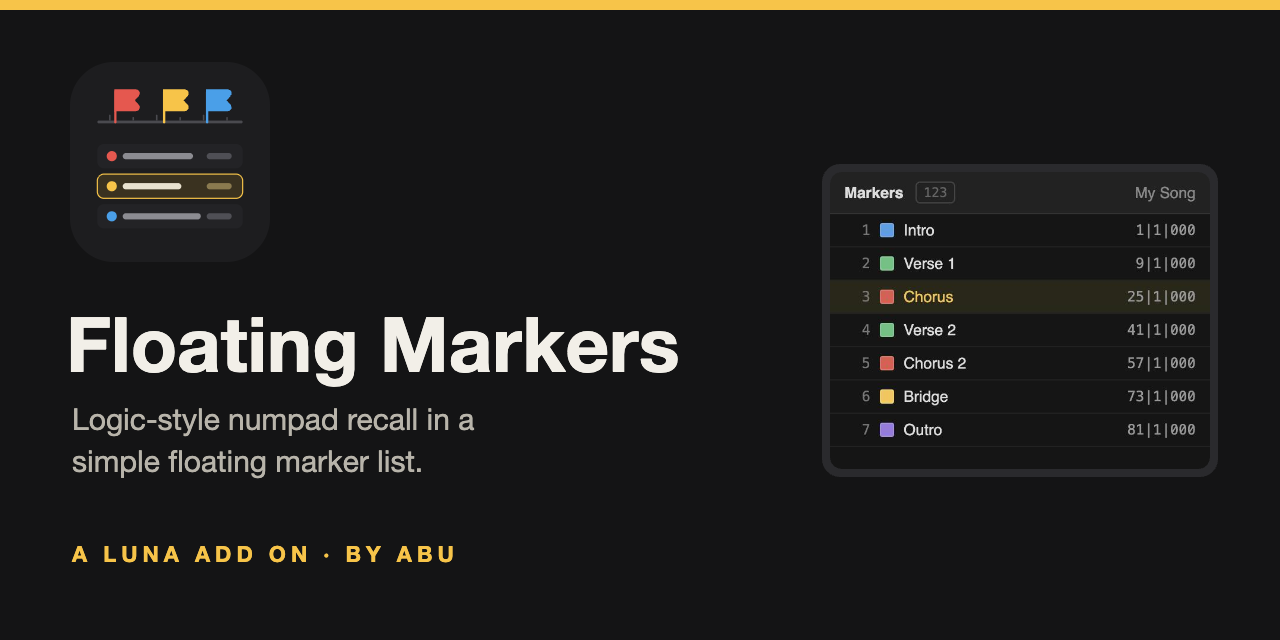 Floating Markers
Logic-style numpad recall in a
simple floating marker list.
A LUNA ADD ON · BY ABU
Markers 123 My Song
1 Intro 1|1|000
2 Verse 1 9|1|000
3 Chorus 25|1|000
4 Verse 2 41|1|000
5 Chorus 2 57|1|000
6 Bridge 73|1|000
7 Outro 81|1|000